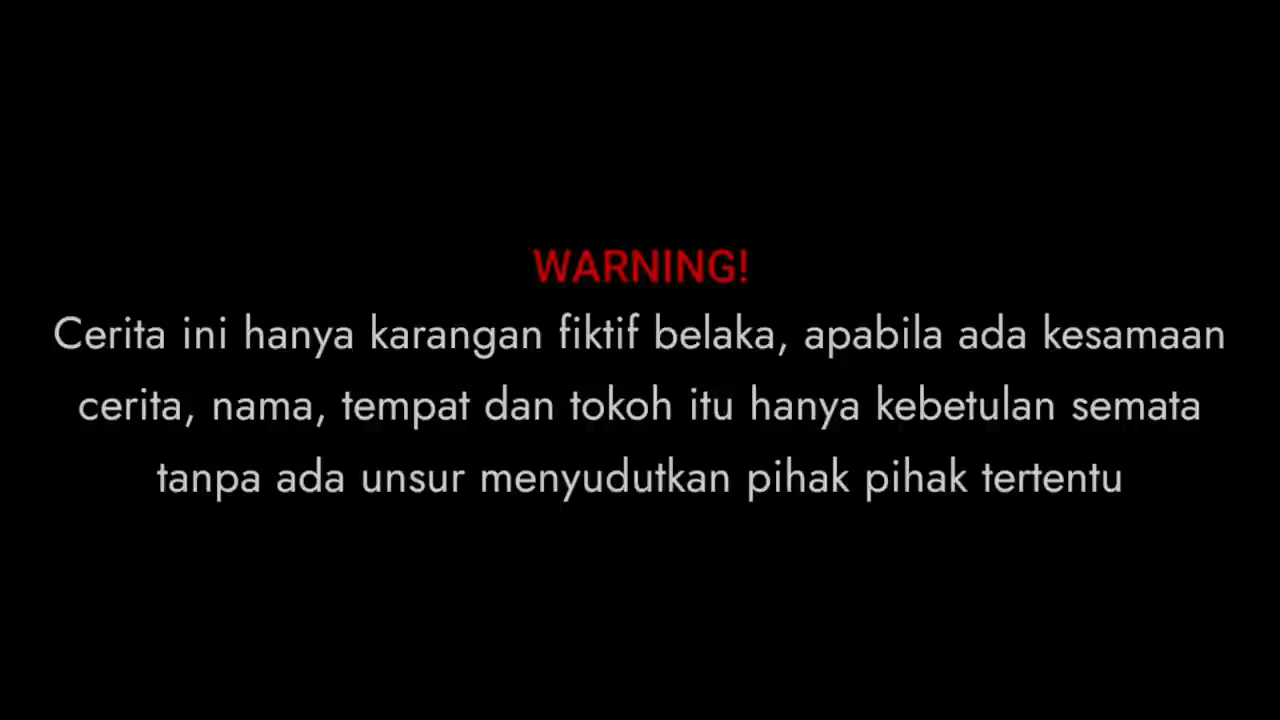 WARNING!
Cerita ini hanya karangan fiktif belaka, apabila ada kesamaan
cerita, nama, tempat dan tokoh itu hanya kebetulan semata
tanpa ada unsur menyudutkan pihak pihak tertentu